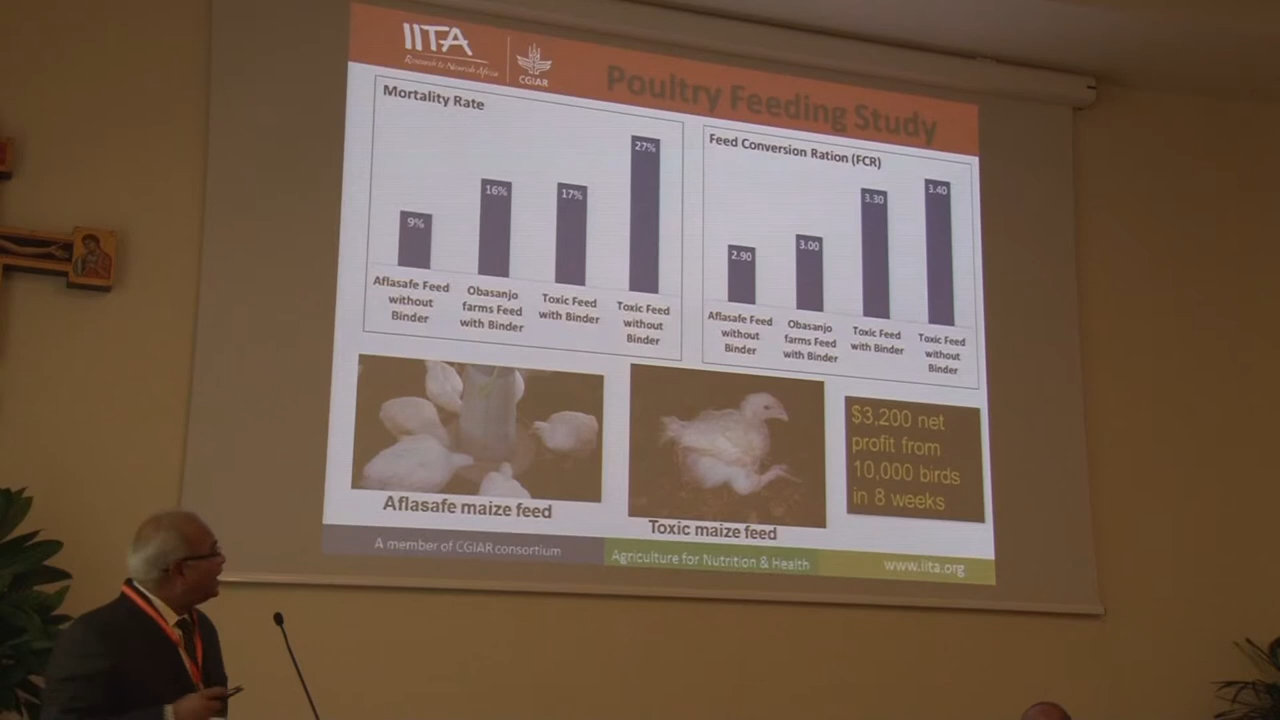 IITA
Research to Nourish Africa
CGIAR
Poultry Feeding Study
Mortality Rate
9%
16%
17%
27%
Aflasafe Feed
without
Binder
Obasanjo
farms Feed
with Binder
Toxic Feed
with Binder
Toxic Feed
without
Binder
Feed Conversion Ration (FCR)
2.90
3.00
3.30
3.40
Aflasafe Feed
without
Binder
Obasanjo
farms Feed
with Binder
Toxic Feed
with Binder
Toxic Feed
without
Binder
Aflasafe maize feed
Toxic maize feed
$3,200 net
profit from
10,000 birds
in 8 weeks
A member of CGIAR consortium
Agriculture for Nutrition & Health
www.iita.org